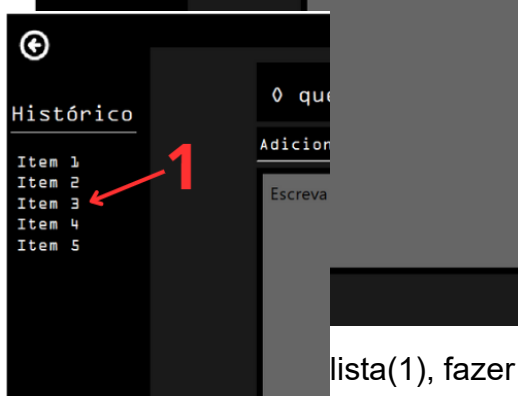 Histórico
Item 1
Item 2
Item 3
Item 4
Item 5
1
O que
Adicion
Escreva
lista(1), fazer